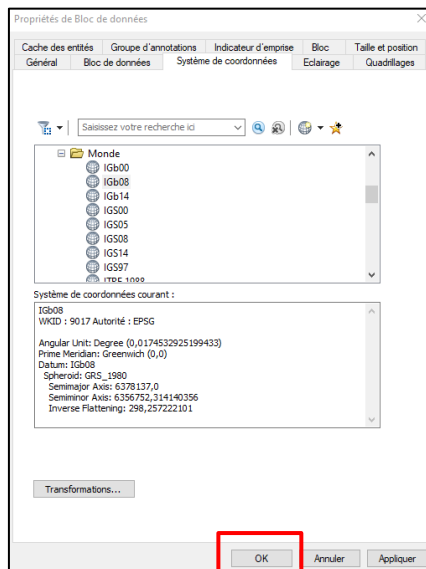 Propriétés de Bloc de données
Cache des entités Groupe d'annotations Indicateur d'emprise Bloc Taille et position
Général Bloc de données Système de coordonnées Eclairage Quadrillages
Saisissez votre recherche ici
Monde
IGb00
IGb08
IGb14
IGS00
IGS05
IGS08
IGS14
IGS97
ITRF 1988
Système de coordonnées courant :
IGb08
WKID : 9017 Autorité : EPSG
Angular Unit: Degree (0,0174532925199433)
Prime Meridian: Greenwich (0,0)
Datum: IGb08
Spheroid: GRS_1980
Semimajor Axis: 6378137,0
Semiminor Axis: 6356752,314140356
Inverse Flattening: 298,257222101
Transformations...
OK Annuler Appliquer